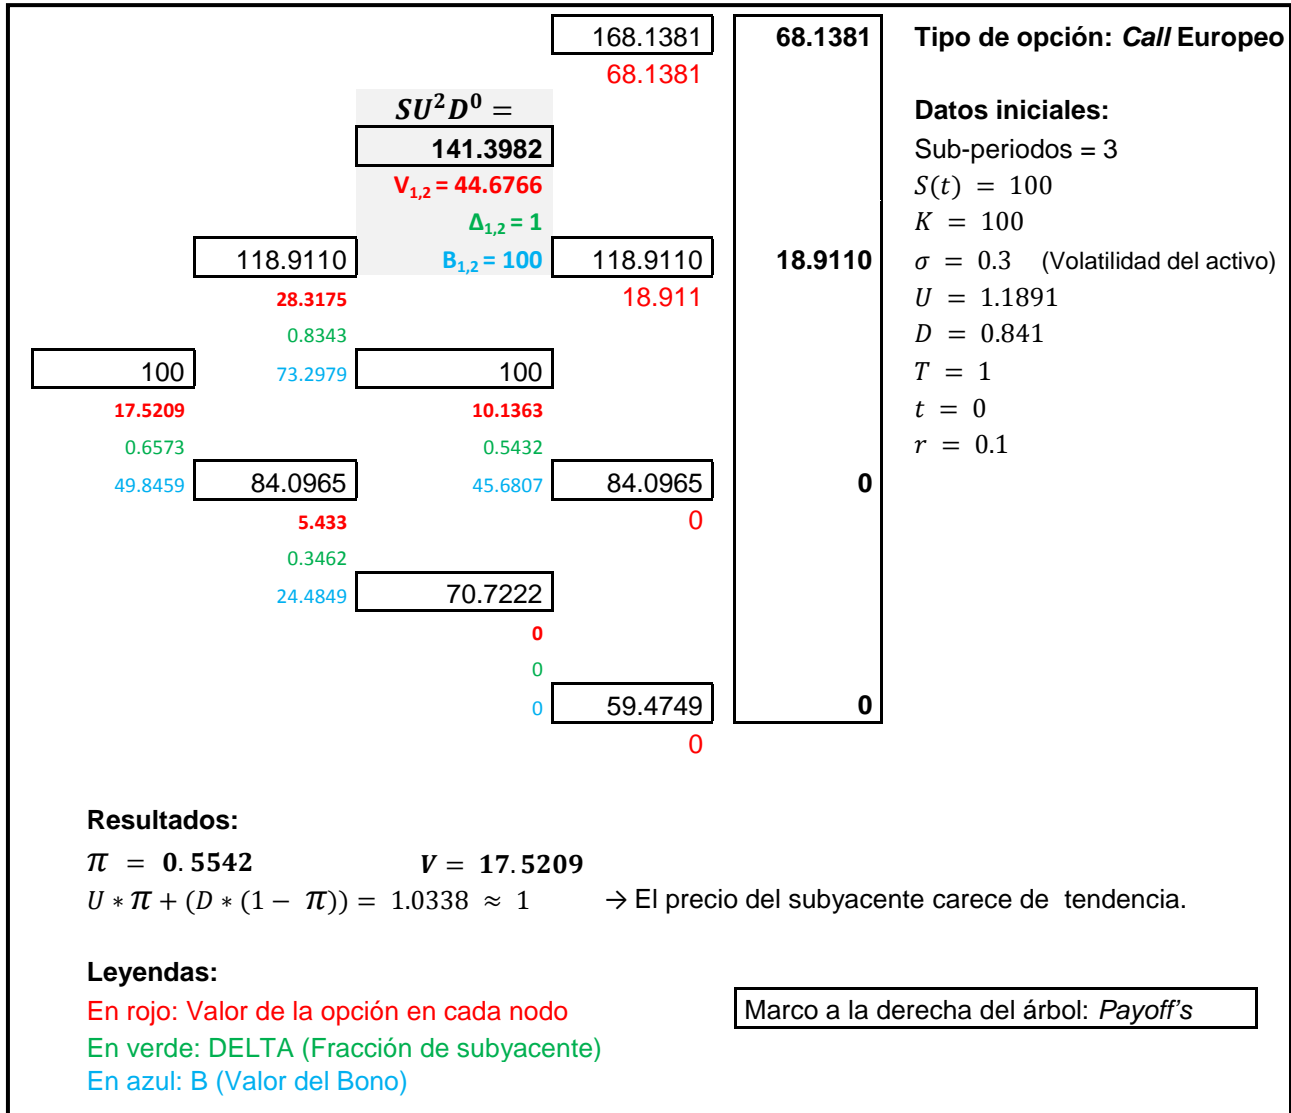 168.1381 68.1381 Tipo de opción: Call Europeo
68.1381
SU²D⁰ = Datos iniciales:
141.3982 Sub-periodos = 3
V₁,₂ = 44.6766 S(t) = 100
Δ₁,₂ = 1 K = 100
118.9110 B₁,₂ = 100 118.9110 18.9110 σ = 0.3 (Volatilidad del activo)
28.3175 18.911 U = 1.1891
0.8343 D = 0.841
100 73.2979 100 T = 1
17.5209 10.1363 t = 0
0.6573 0.5432 r = 0.1
49.8459 84.0965 45.6807 84.0965 0
5.433 0
0.3462
24.4849 70.7222
0
0
0 59.4749 0
0
Resultados:
π = 0.5542 V = 17.5209
U * π + (D * (1 − π)) = 1.0338 ≈ 1 → El precio del subyacente carece de tendencia.
Leyendas:
En rojo: Valor de la opción en cada nodo Marco a la derecha del árbol: Payoff's
En verde: DELTA (Fracción de subyacente)
En azul: B (Valor del Bono)